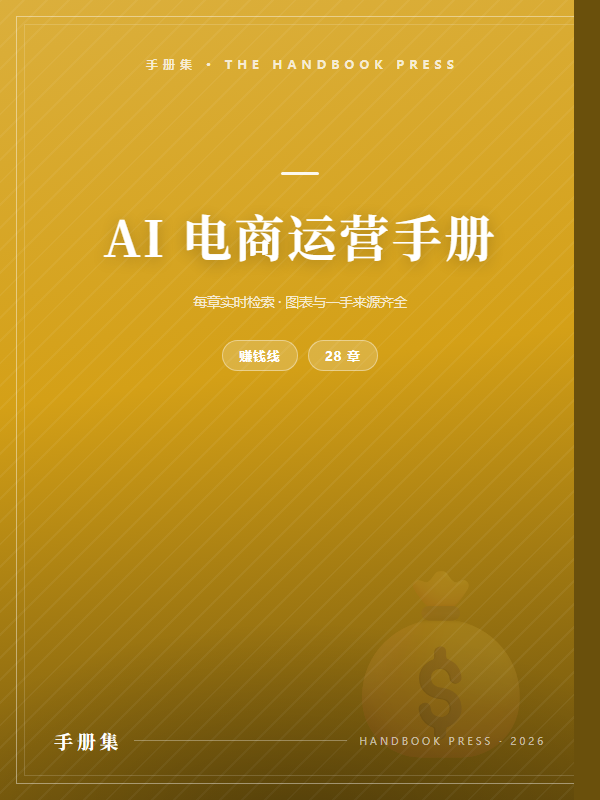 手册集 • THE HANDBOOK PRESS
AI 电商运营手册
每章实时检索 · 图表与一手来源齐全
赚钱线 28 章
$
手册集 HANDBOOK PRESS · 2026